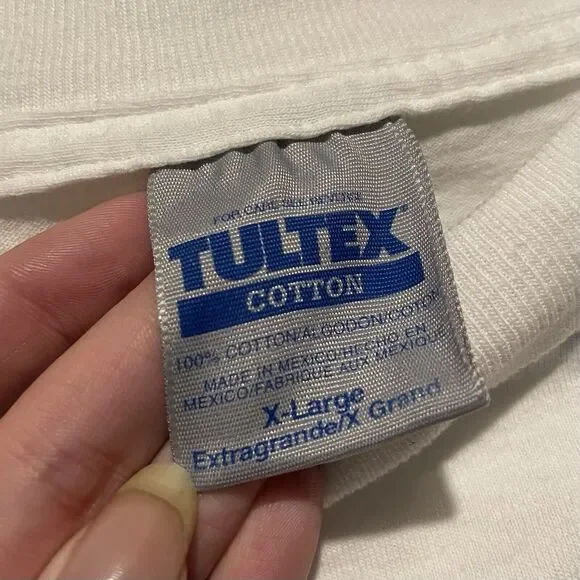 FOR CARE SEE REVERSE
TULTEX
COTTON
100% COTTON/ALGODON/COTON
MADE IN MEXICO/HECHO EN
MEXICO/FABRIQUE AUX MEXIQUE
X-Large
Extragrande/X Grand